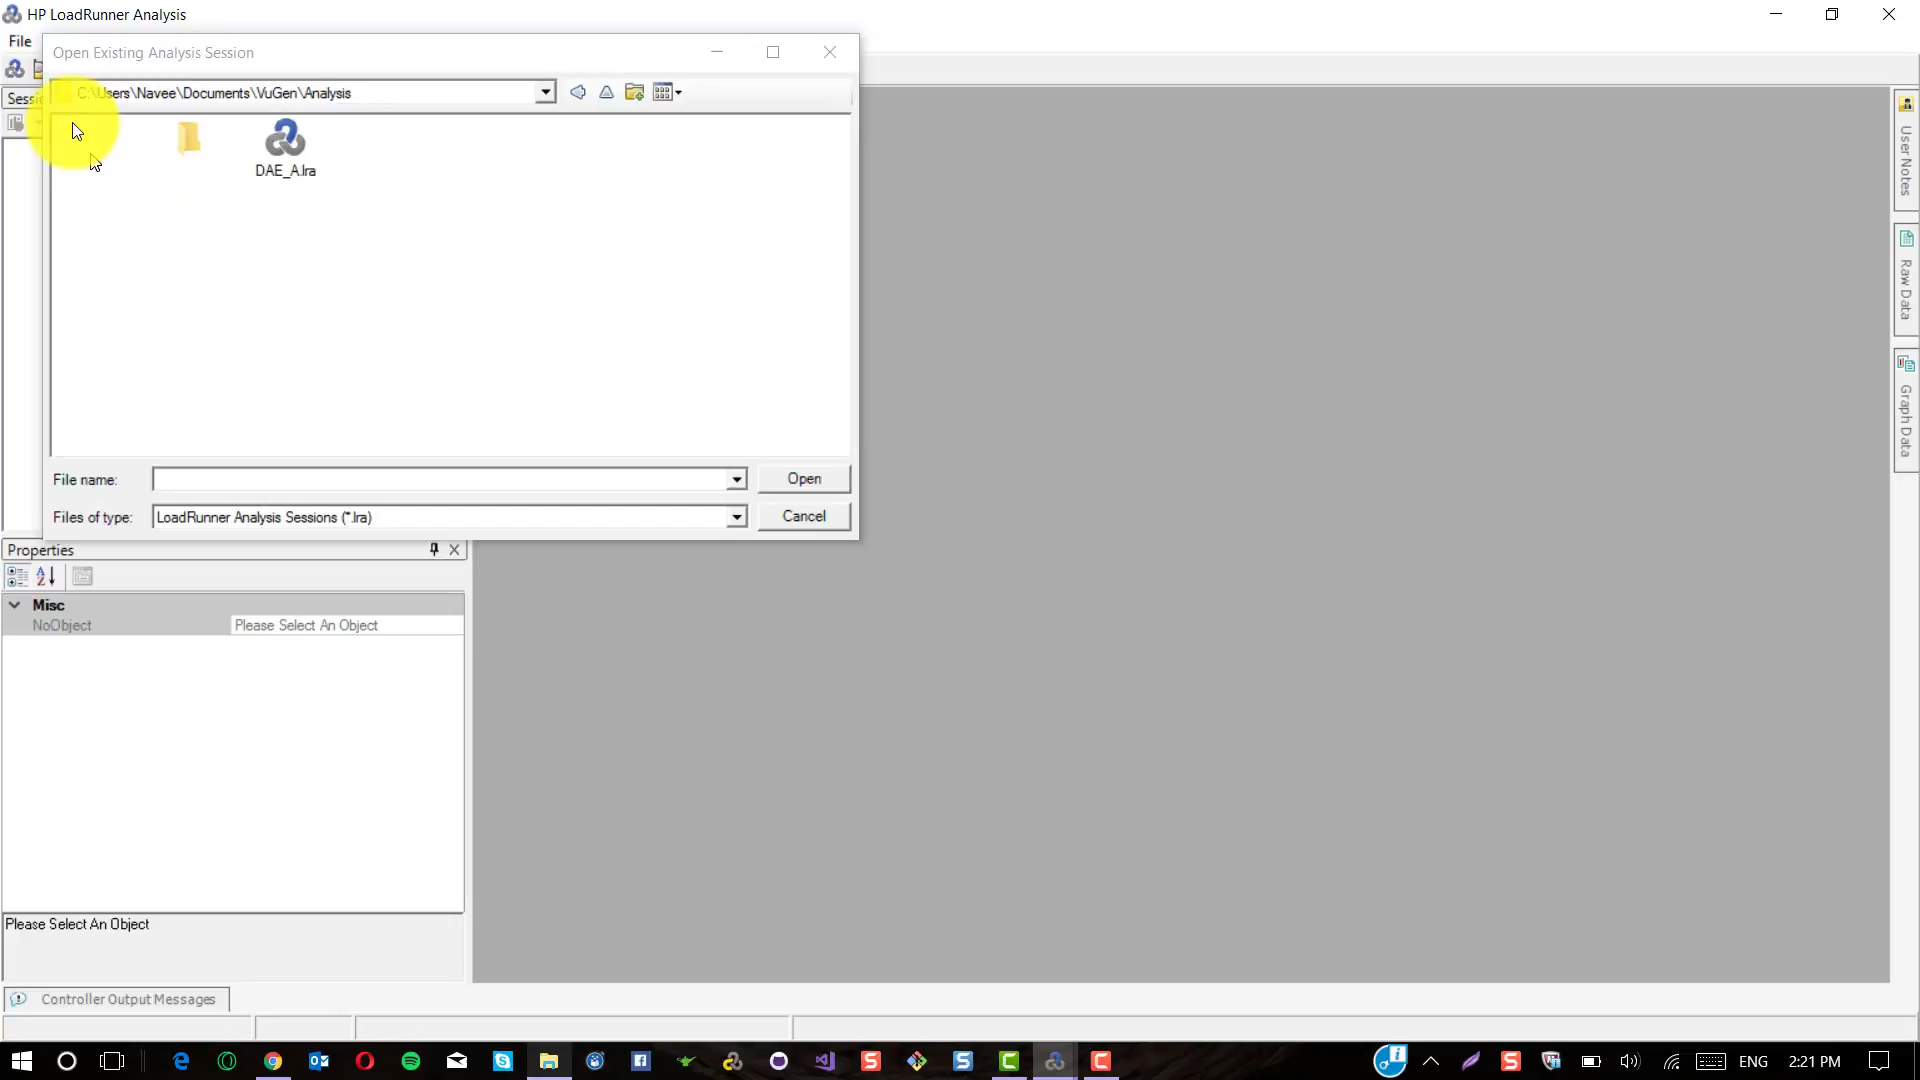 HP LoadRunner Analysis
File
Open Existing Analysis Session
C:\Users\Navee\Documents\VuGen\Analysis
DAE_A.lra
File name:
Open
Files of type:
LoadRunner Analysis Sessions (*.lra)
Cancel
Properties
Misc
NoObject
Please Select An Object
Please Select An Object
Controller Output Messages
User Notes
Raw Data
Graph Data
ENG
2:21 PM